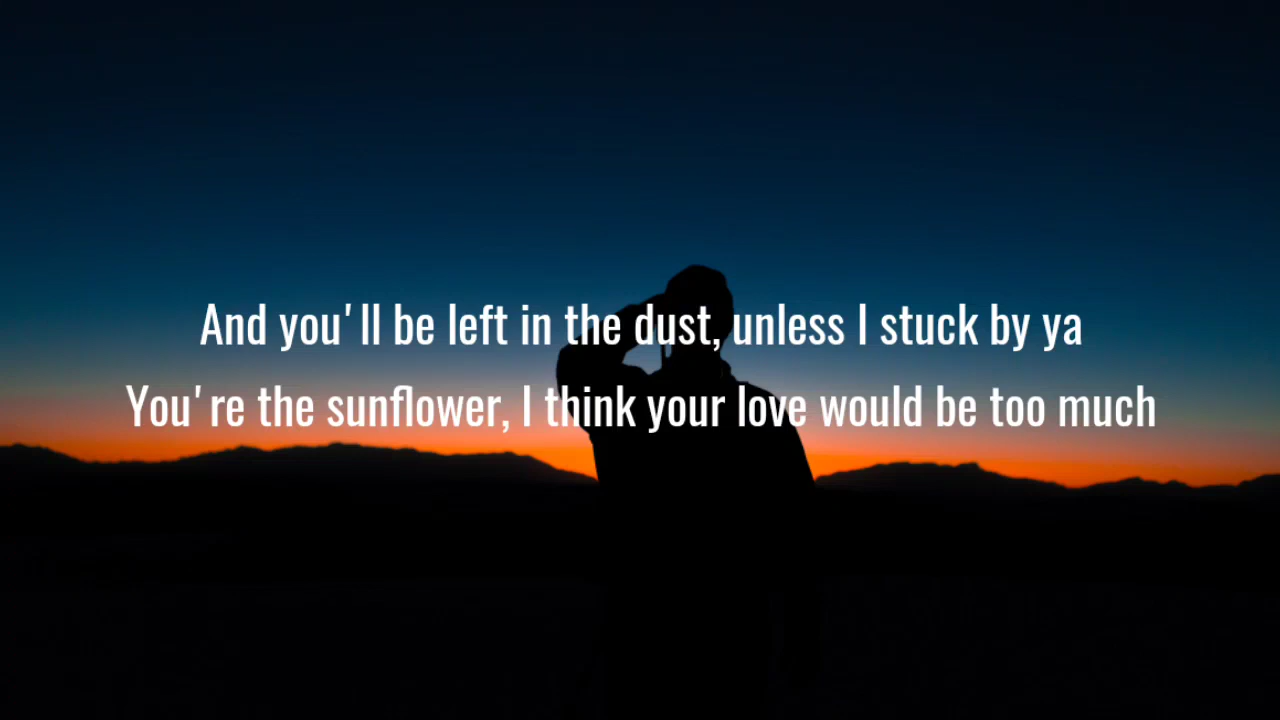 And you'll be left in the dust, unless I stuck by ya
You're the sunflower, I think your love would be too much